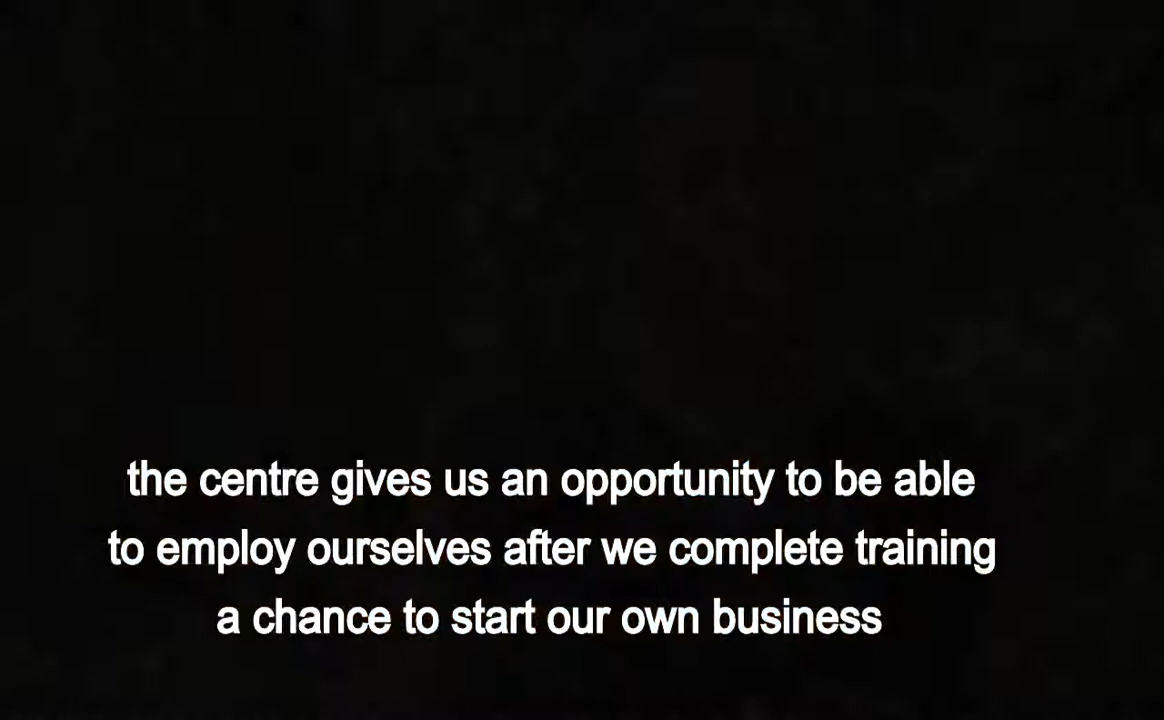 the centre gives us an opportunity to be able
to employ ourselves after we complete training
a chance to start our own business